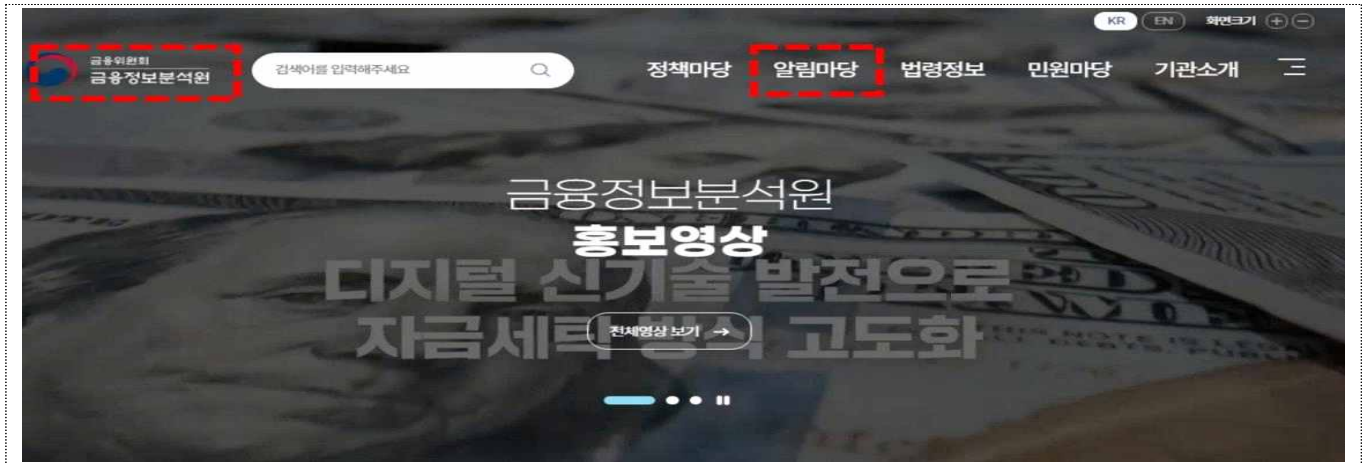 KR EN 화면크기
금융위원회
금융정보분석원
검색어를 입력해주세요
정책마당 알림마당 법령정보 민원마당 기관소개
금융정보분석원
홍보영상
디지털 신기술 발전으로
자금세탁 방식 고도화
전체영상 보기 →